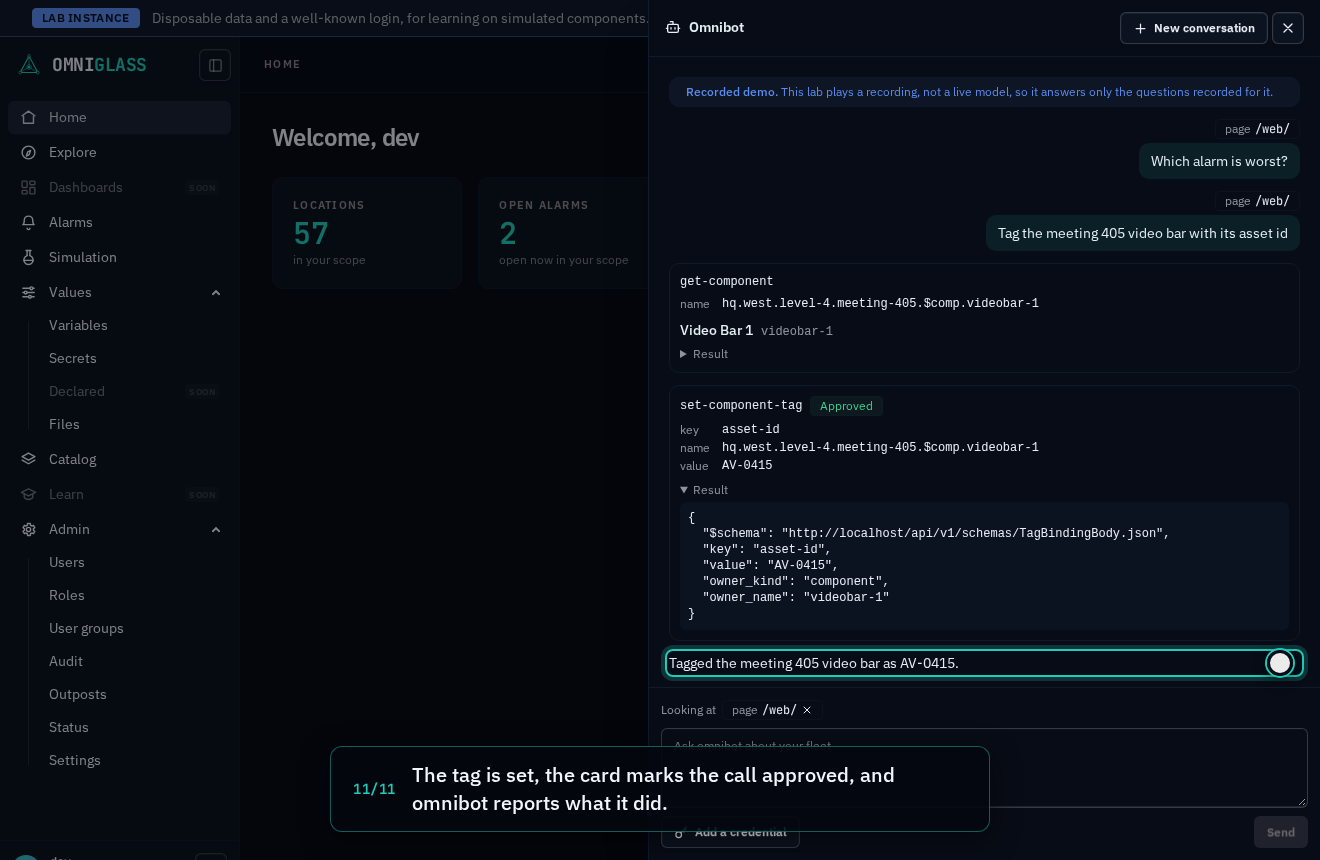 LAB INSTANCE Disposable data and a well-known login, for learning on simulated components.
OMNIGLASS
HOME
Home
Explore
Dashboards SOON
Alarms
Simulation
Values
Variables
Secrets
Declared SOON
Files
Catalog
Learn SOON
Admin
Users
Roles
User groups
Audit
Outposts
Status
Settings
Welcome, dev
LOCATIONS
57
in your scope
OPEN ALARMS
2
open now in your scope
Omnibot
New conversation
Recorded demo. This lab plays a recording, not a live model, so it answers only the questions recorded for it.
page /web/
Which alarm is worst?
page /web/
Tag the meeting 405 video bar with its asset id
get-component
name hq.west.level-4.meeting-405.$comp.videobar-1
Video Bar 1 videobar-1
Result
set-component-tag Approved
key asset-id
name hq.west.level-4.meeting-405.$comp.videobar-1
value AV-0415
Result
{
"$schema": "http://localhost/api/v1/schemas/TagBindingBody.json",
"key": "asset-id",
"value": "AV-0415",
"owner_kind": "component",
"owner_name": "videobar-1"
}
Tagged the meeting 405 video bar as AV-0415.
Looking at page /web/
Ask omnibot about your fleet
11/11 The tag is set, the card marks the call approved, and
omnibot reports what it did.
Add a credential
Send